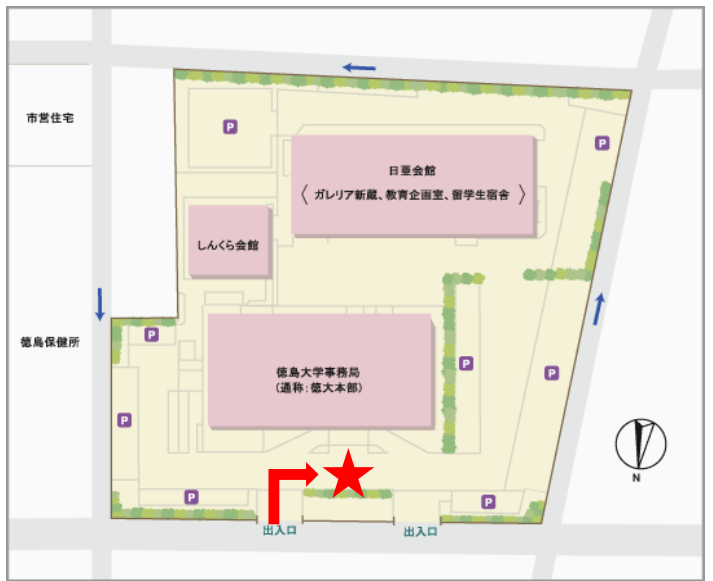 P
市営住宅
P
日亜会館
〈 ガレリア新蔵、教育企画室、留学生宿舎 〉
しんくら会館
P
徳島保健所
P
徳島大学事務局
(通称:徳大本部)
P
P
P
N
P
P
出入口
出入口